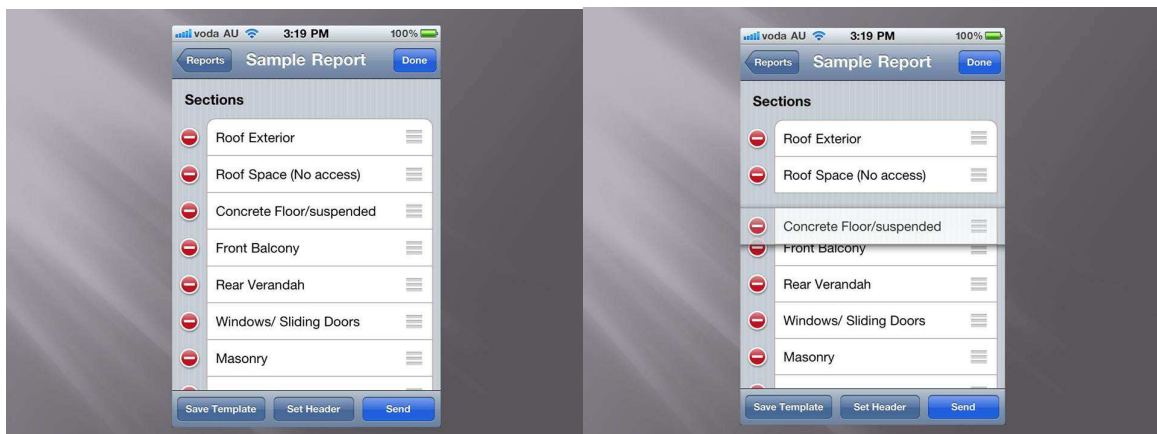 voda AU 3:19 PM 100%
Reports Sample Report Done
Sections
Roof Exterior
Roof Space (No access)
Concrete Floor/suspended
Front Balcony
Rear Verandah
Windows/ Sliding Doors
Masonry
Save Template Set Header Send
voda AU 3:19 PM 100%
Reports Sample Report Done
Sections
Roof Exterior
Roof Space (No access)
Concrete Floor/suspended
Front Balcony
Rear Verandah
Windows/ Sliding Doors
Masonry
Save Template Set Header Send